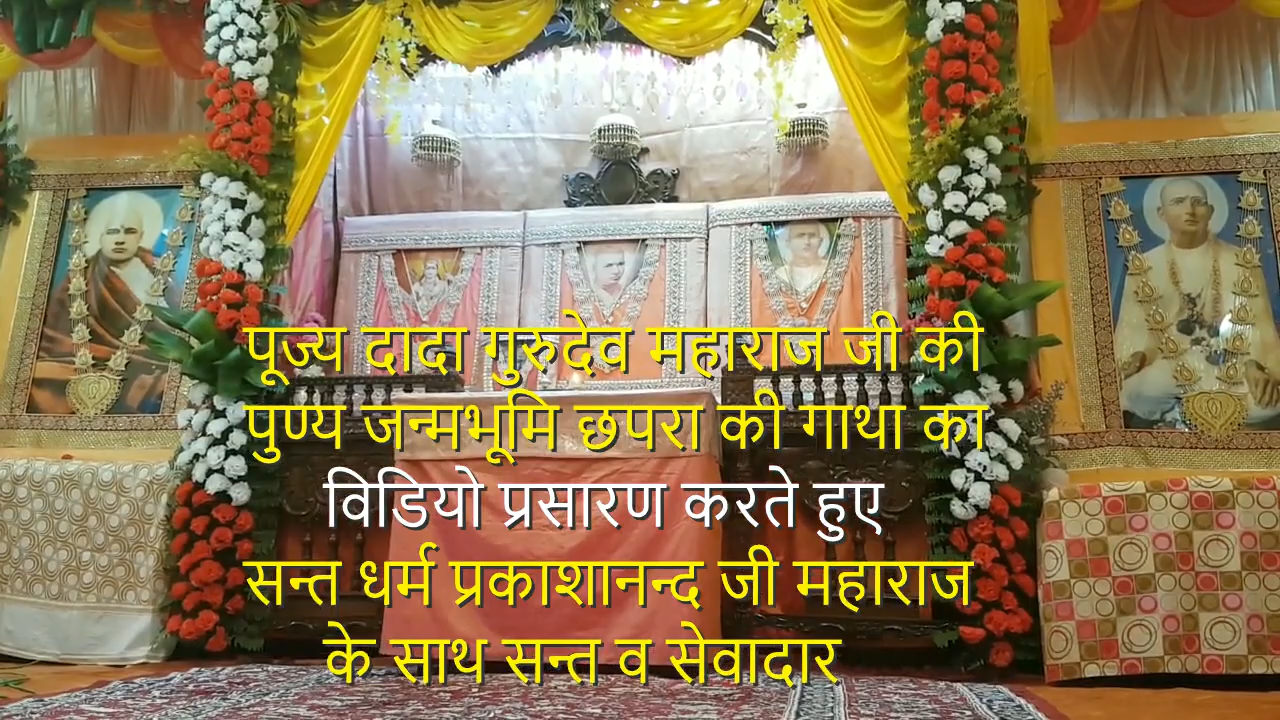 पूज्य दादा गुरुदेव महाराज जी की
पुण्य जन्मभूमि छपरा की गाथा का
विडियो प्रसारण करते हुए
सन्त धर्म प्रकाशानन्द जी महाराज
के साथ सन्त व सेवादार